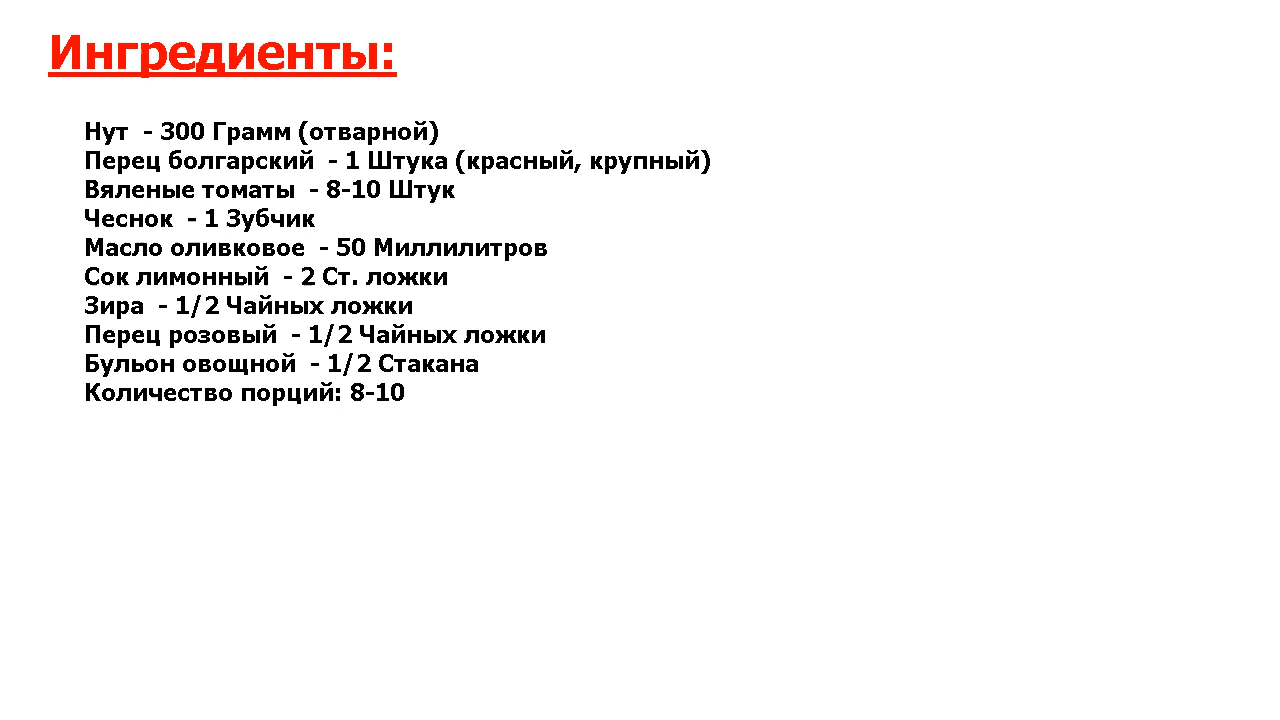 Ингредиенты:
Нут  - 300 Грамм (отварной)
Перец болгарский  - 1 Штука (красный, крупный)
Вяленые томаты  - 8-10 Штук
Чеснок  - 1 Зубчик
Масло оливковое  - 50 Миллилитров
Сок лимонный  - 2 Ст. ложки
Зира  - 1/2 Чайных ложки
Перец розовый  - 1/2 Чайных ложки
Бульон овощной  - 1/2 Стакана
Количество порций: 8-10